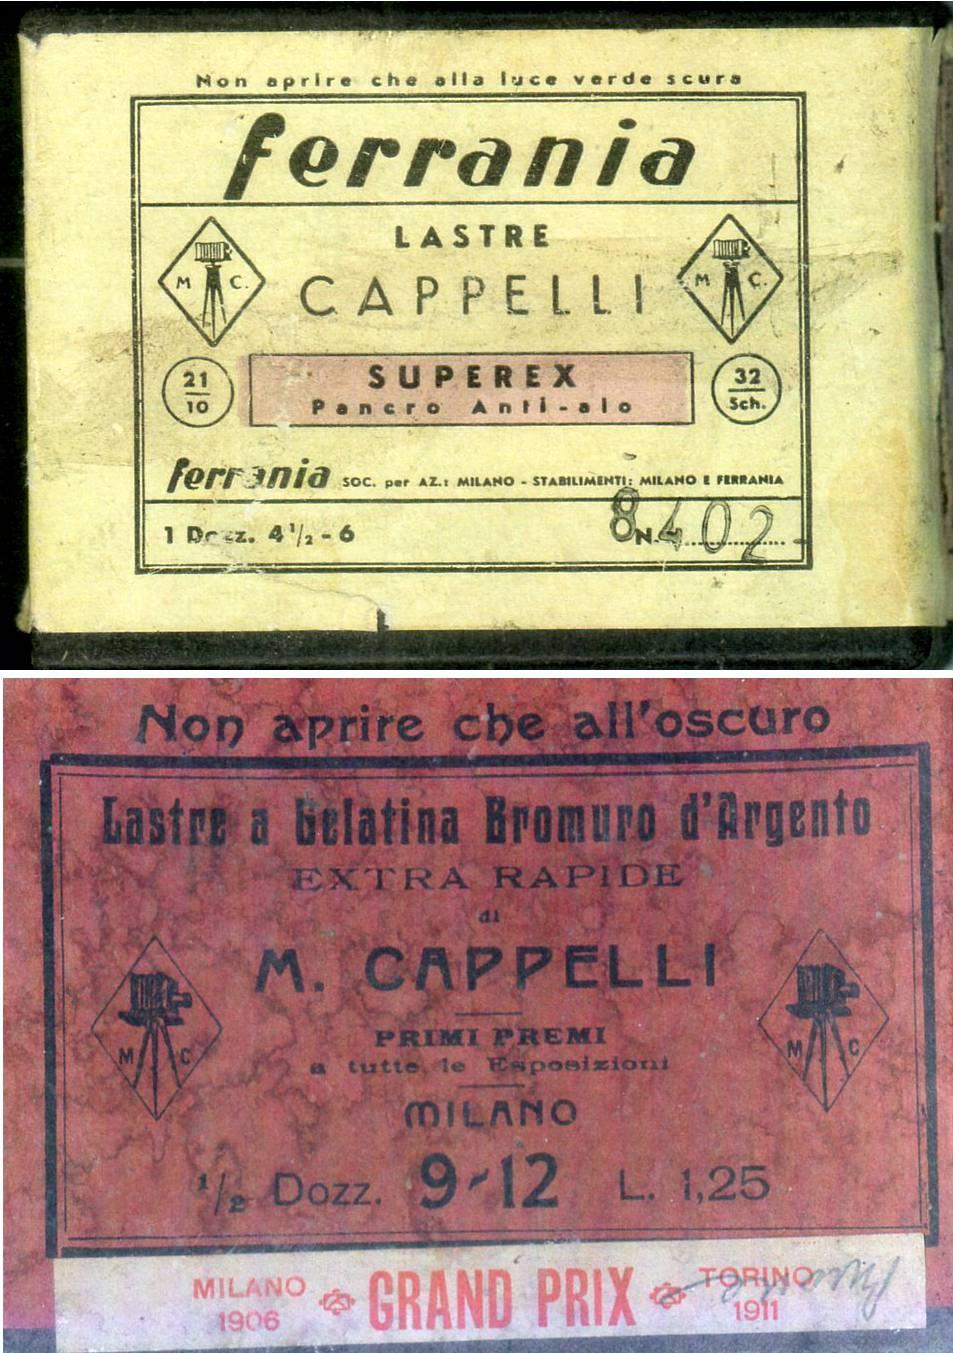 Non aprire che alla luce verde scura
ferrania
LASTRE
M C.
CAPPELLI
M C.
21/10
SUPEREX
Pancro Anti-alo
32
Sch.
ferrania SOC. per AZ.: MILANO - STABILIMENTI: MILANO E FERRANIA
1 Dozz. 4 1/2 - 6
N. 8402
Non aprire che all'oscuro
Lastre a Gelatina Bromuro d'Argento
EXTRA RAPIDE
di
M. CAPPELLI
M C
M C
PRIMI PREMI
a tutte le Esposizioni
MILANO
1/2 Dozz. 9-12 L. 1,25
MILANO 1906
GRAND PRIX
TORINO 1911